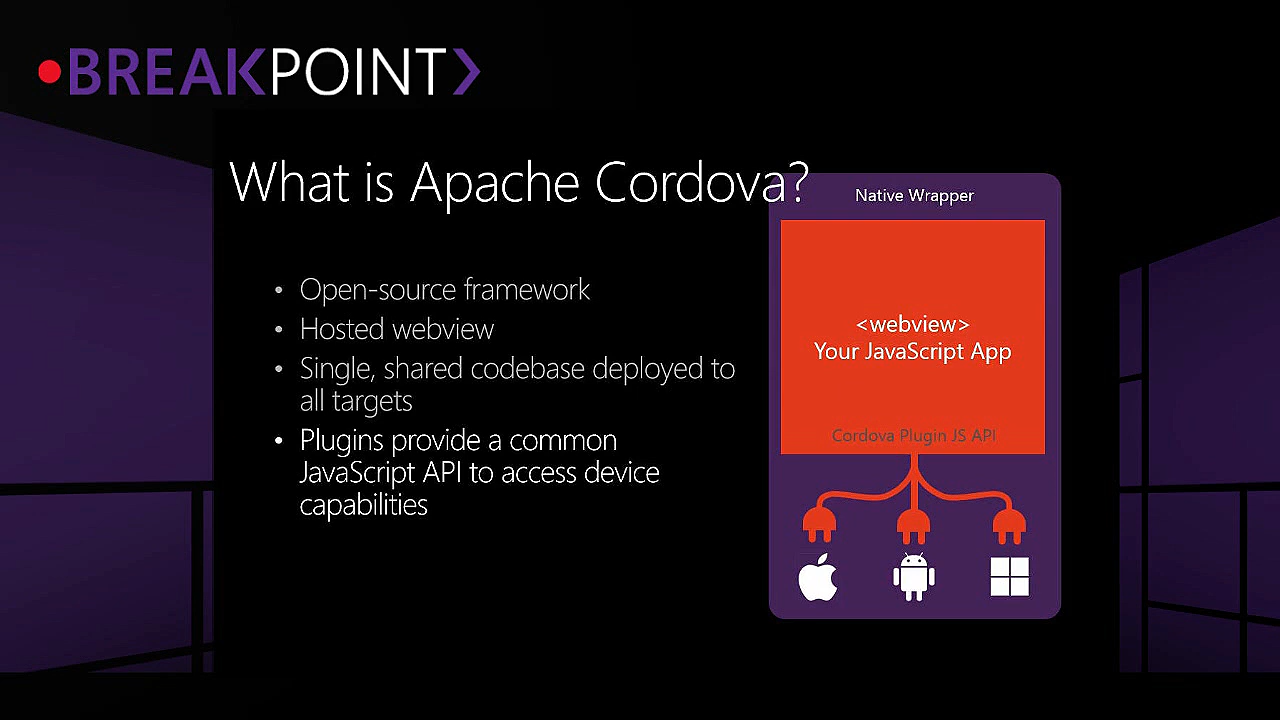 BREAKPOINT
What is Apache Cordova?
• Open-source framework
• Hosted webview
• Single, shared codebase deployed to
all targets
• Plugins provide a common
JavaScript API to access device
capabilities
Native Wrapper
<webview>
Your JavaScript App
Cordova Plugin JS API